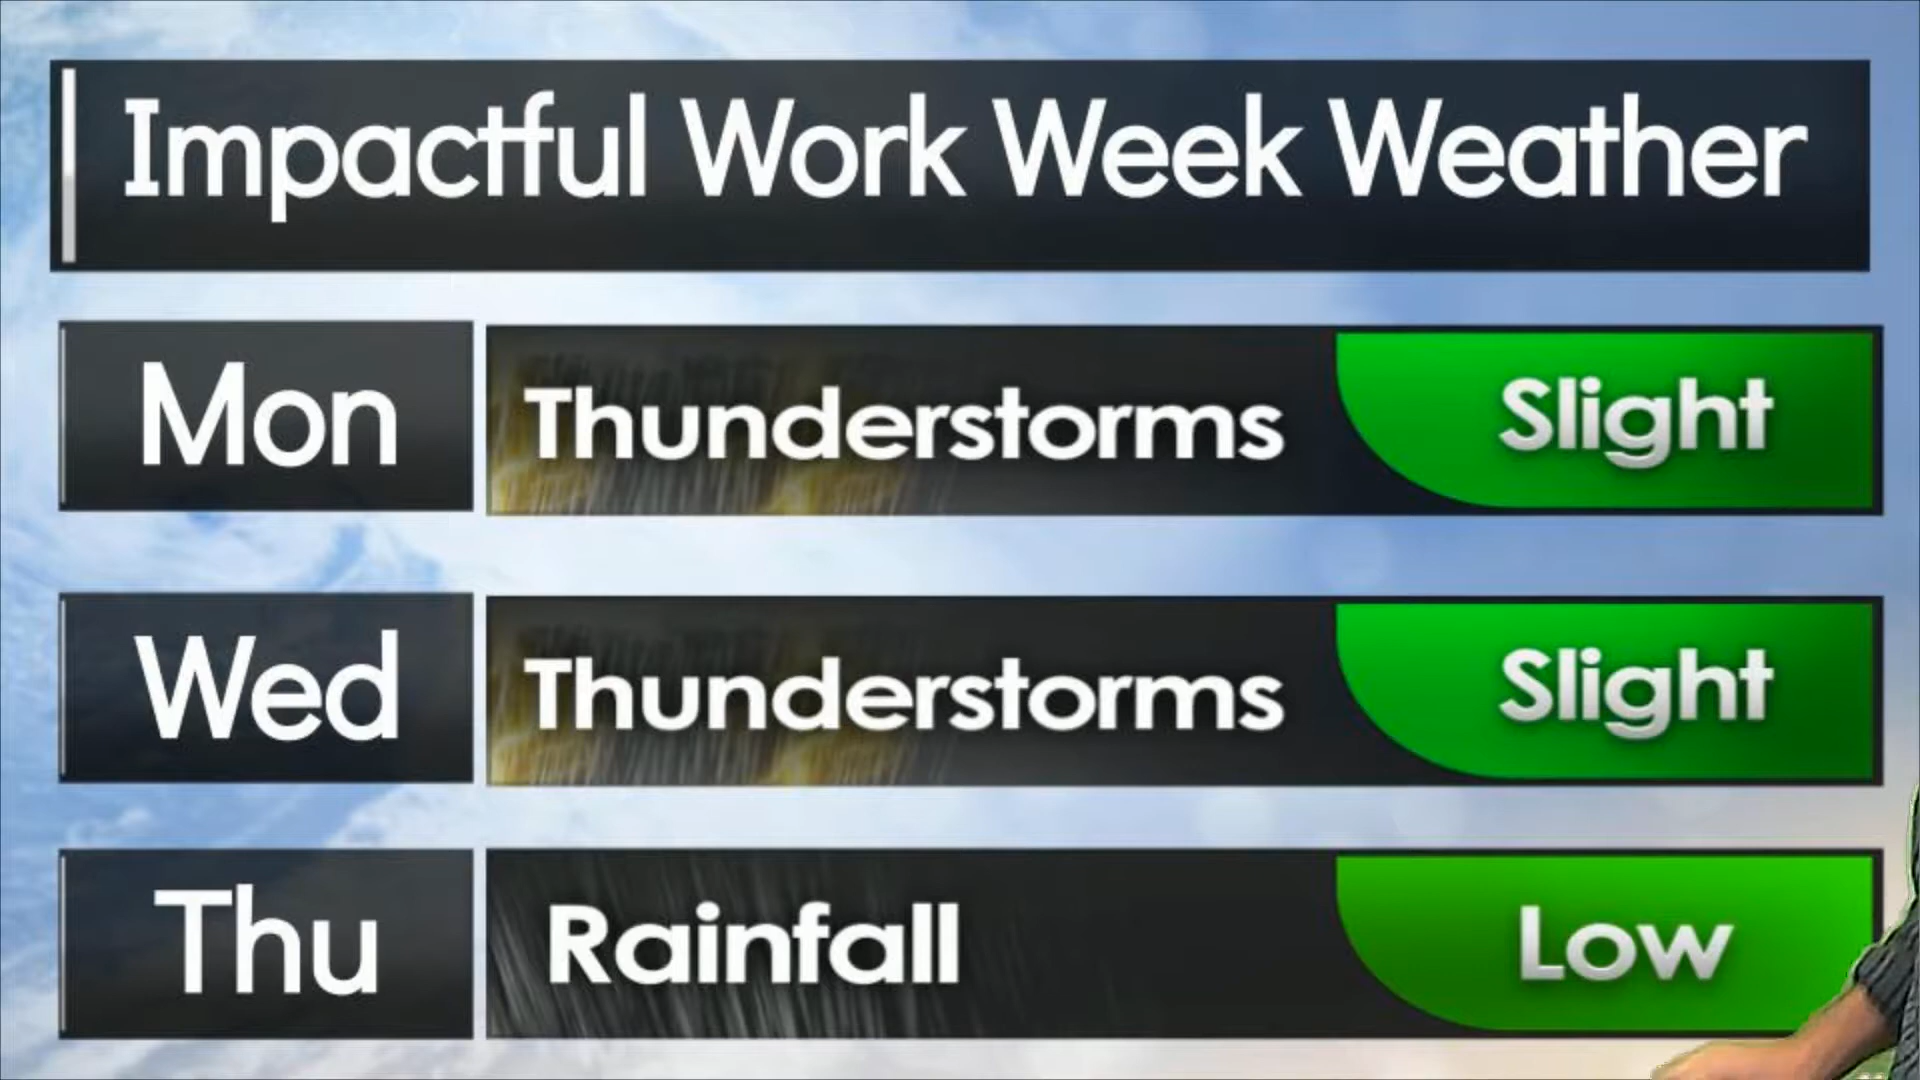 Impactful Work Week Weather
Mon Thunderstorms Slight
Wed Thunderstorms Slight
Thu Rainfall Low